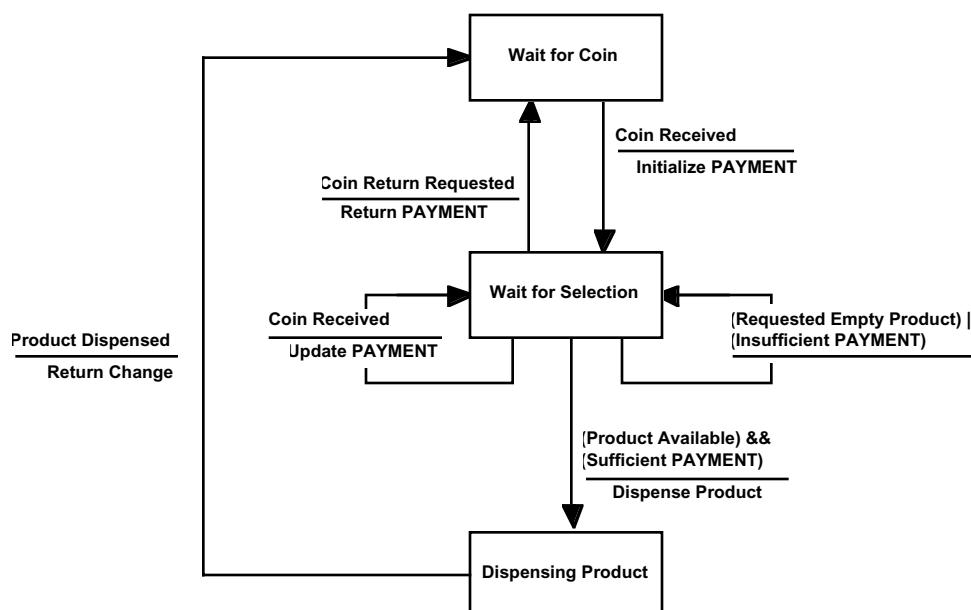 Wait for Coin
Coin Received
Initialize PAYMENT
Coin Return Requested
Return PAYMENT
Wait for Selection
Coin Received
Update PAYMENT
(Requested Empty Product) |
(Insufficient PAYMENT)
Product Dispensed
Return Change
(Product Available) &&
(Sufficient PAYMENT)
Dispense Product
Dispensing Product